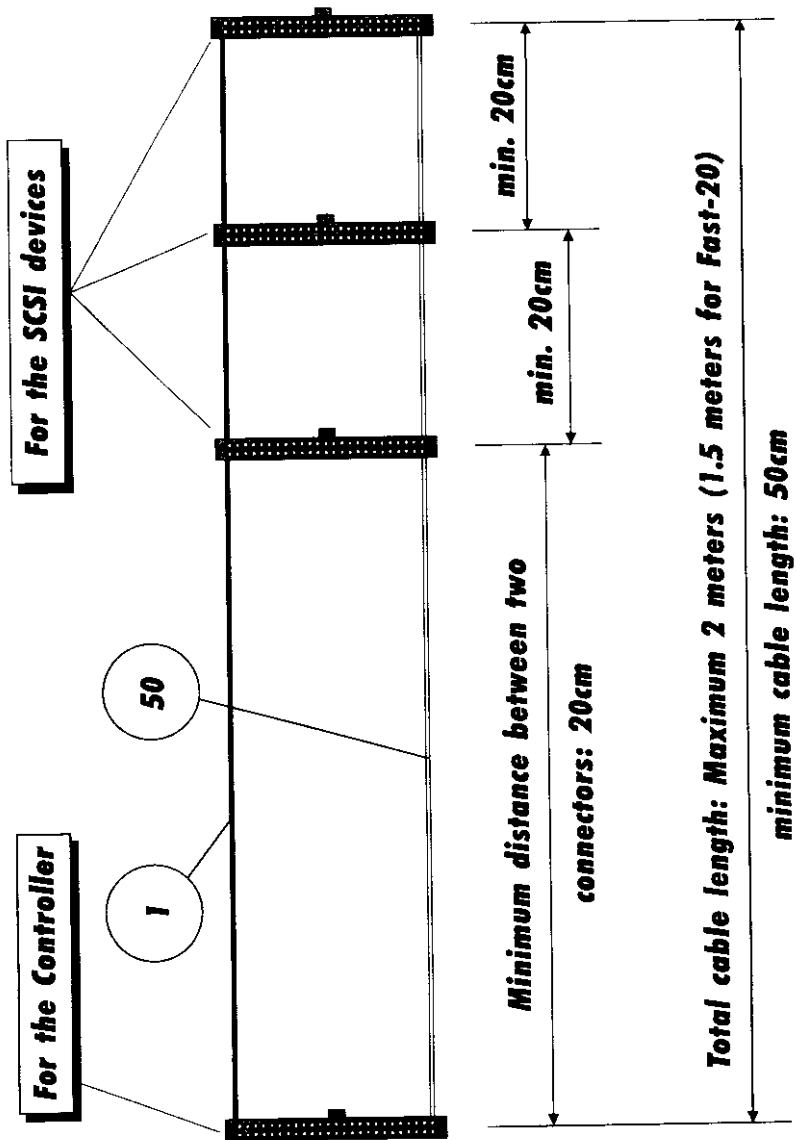 For the Controller
For the SCSI devices
1
50
Minimum distance between two
connectors: 20cm
min. 20cm
min. 20cm
Total cable length: Maximum 2 meters (1.5 meters for Fast-20)
minimum cable length: 50cm